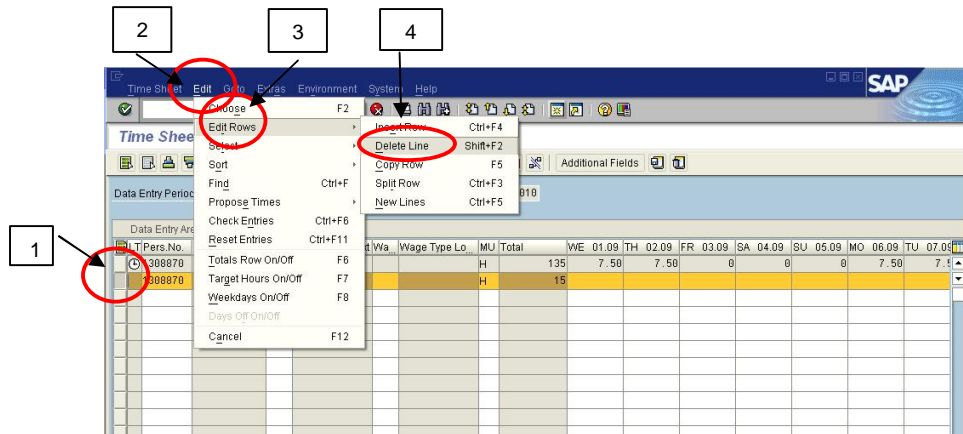 2 3 4
Time Sheet Edit Goto Extras Environment System Help
SAP
Choose F2
Edit Rows
Select
Sort
Find Ctrl+F
Propose Times
Check Entries Ctrl+F6
Reset Entries Ctrl+F11
Totals Row On/Off F6
Target Hours On/Off F7
Weekdays On/Off F8
Days Off On/Off
Cancel F12
Insert Row Ctrl+F4
Delete Line Shift+F2
Copy Row F5
Split Row Ctrl+F3
New Lines Ctrl+F5
Time Shee
Additional Fields
Data Entry Period
Data Entry Are
1
LT Pers.No. Wa... Wage Type Lo... MU Total WE 01.09 TH 02.09 FR 03.09 SA 04.09 SU 05.09 MO 06.09 TU 07.09
1308870 H 135 7.50 7.50 0 0 0 7.50 7.5
1308870 H 15